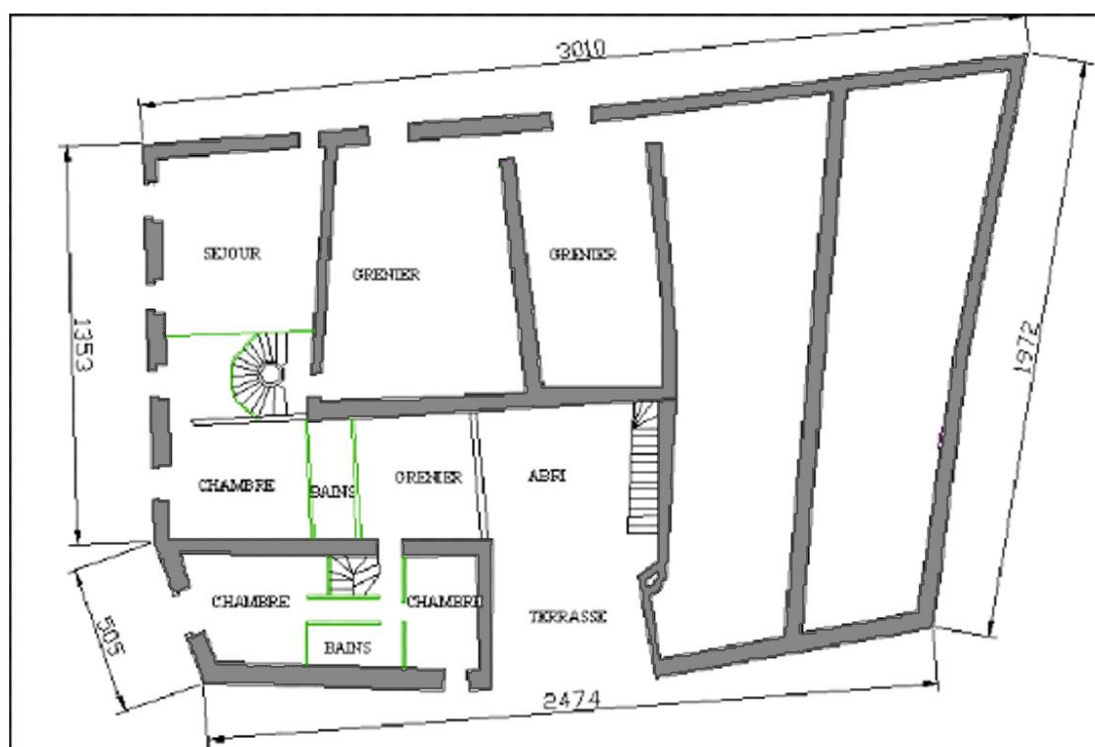 3010
SEJOUR
GRENIER
GRENIER
1353
1972
CHAMBRE
BAINS
GRENIER
ABRI
CHAMBRE
CHAMBRE
TERRASSE
BAINS
505
2474